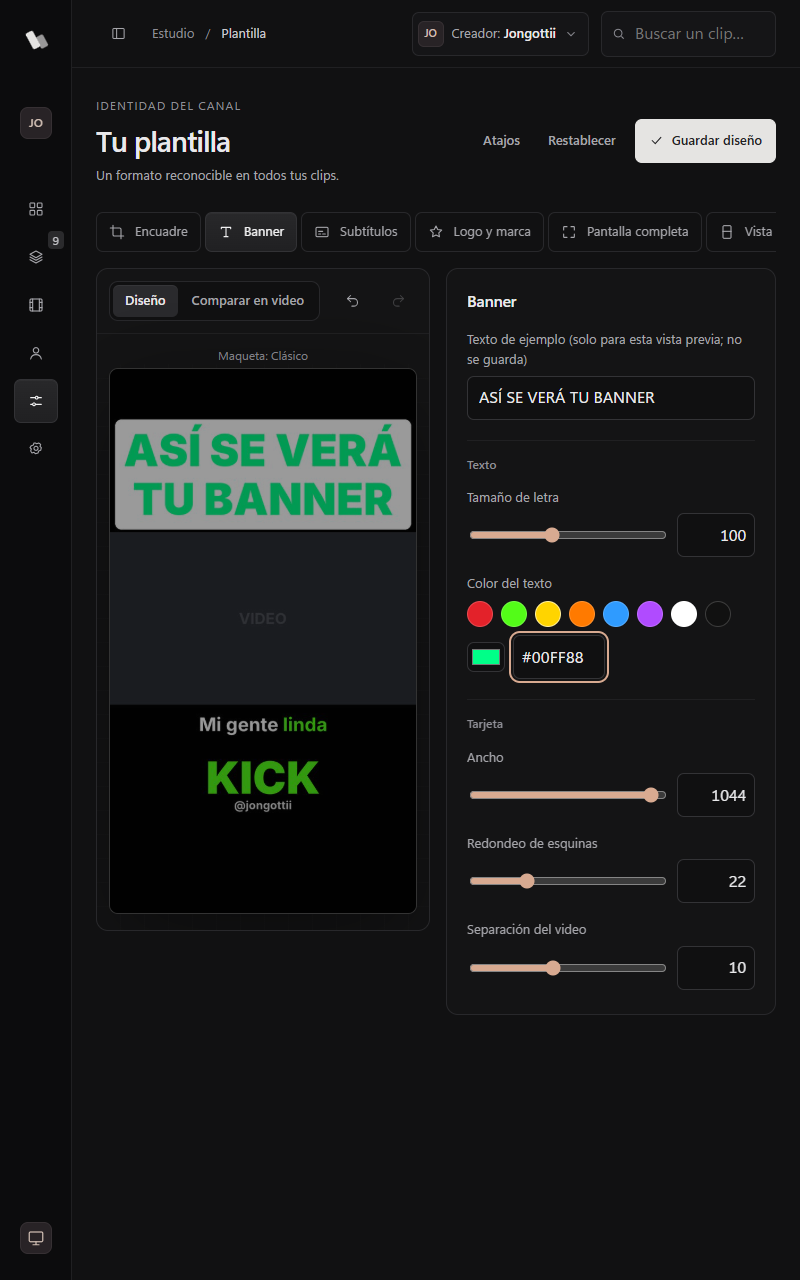 Estudio / Plantilla
JO Creador: Jongottii
Buscar un clip...
JO
9
IDENTIDAD DEL CANAL
Tu plantilla
Un formato reconocible en todos tus clips.
Atajos
Restablecer
Guardar diseño
Encuadre
Banner
Subtítulos
Logo y marca
Pantalla completa
Vista
Diseño
Comparar en video
Maqueta: Clásico
ASÍ SE VERÁ
TU BANNER
VIDEO
Mi gente linda
KICK
@jongottii
Banner
Texto de ejemplo (solo para esta vista previa; no
se guarda)
ASÍ SE VERÁ TU BANNER
Texto
Tamaño de letra
100
Color del texto
#00FF88
Tarjeta
Ancho
1044
Redondeo de esquinas
22
Separación del video
10